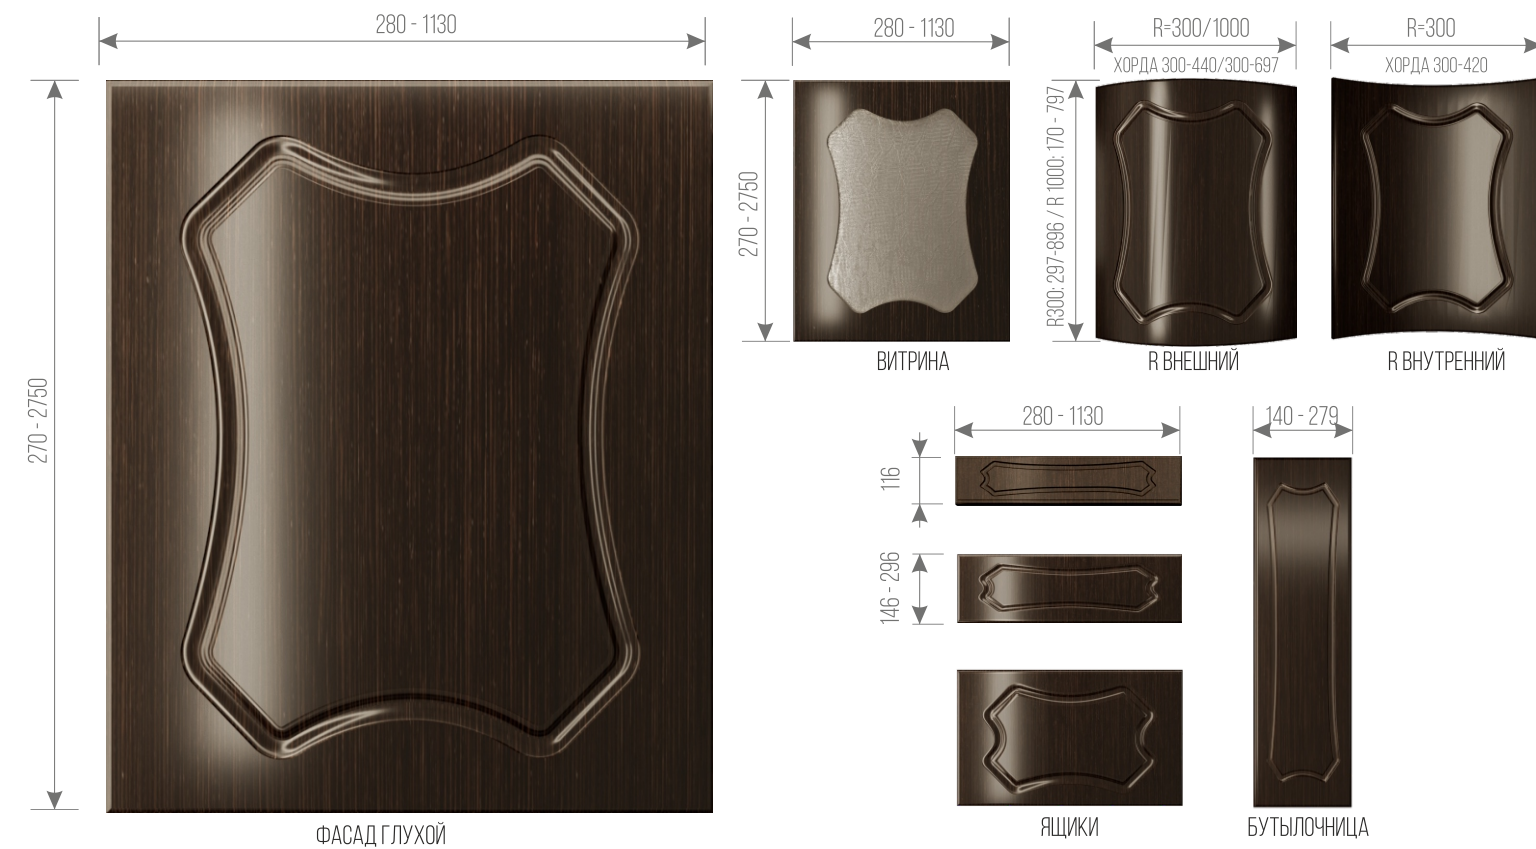 280 - 1130
270 - 2750
ФАСАД ГЛУХОЙ
280 - 1130
270 - 2750
ВИТРИНА
R=300/1000
ХОРДА 300-440/300-697
R300: 297-896 / R 1000: 170 - 797
R ВНЕШНИЙ
R=300
ХОРДА 300-420
R ВНУТРЕННИЙ
280 - 1130
116
146 - 296
ЯЩИКИ
140 - 279
БУТЫЛОЧНИЦА